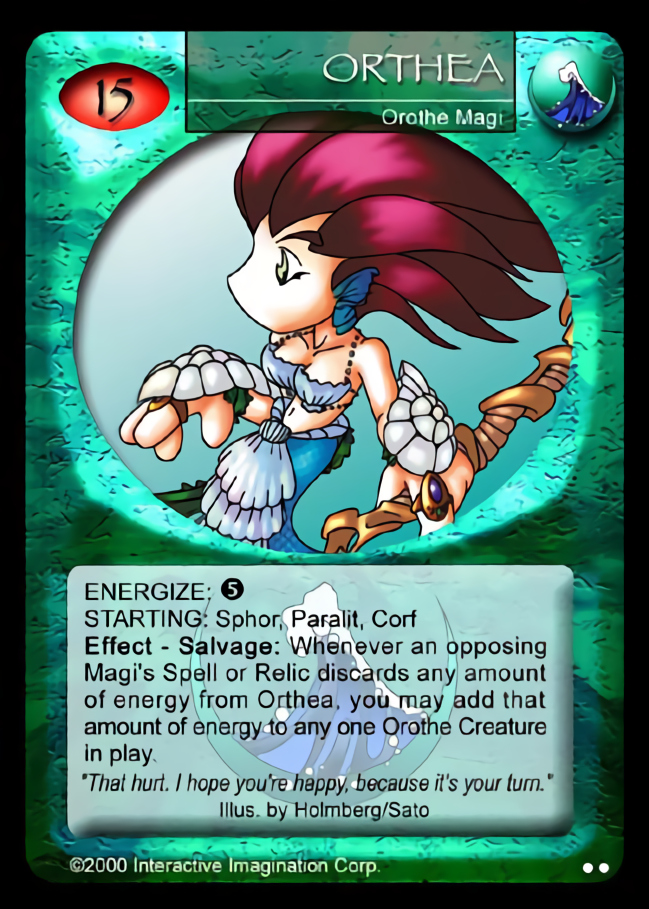 15
ORTHEA
Orothe Magi
ENERGIZE: ❺
STARTING: Sphor, Paralit, Corf
Effect - Salvage: Whenever an opposing
Magi's Spell or Relic discards any amount
of energy from Orthea, you may add that
amount of energy to any one Orothe Creature
in play.
"That hurt. I hope you're happy, because it's your turn."
Illus. by Holmberg/Sato
©2000 Interactive Imagination Corp.